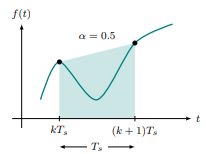 f(t)
α = 0.5
t
kT_s
(k + 1)T_s
T_s